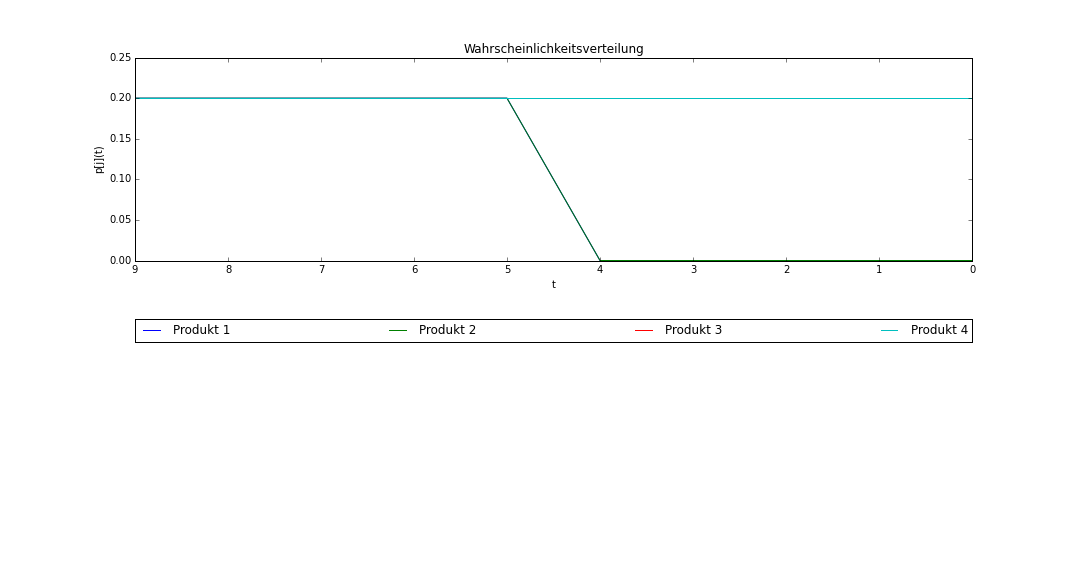 Wahrscheinlichkeitsverteilung
0.25
0.20
0.15
0.10
0.05
0.00
p[j](t)
9 8 7 6 5 4 3 2 1 0
t
Produkt 1 Produkt 2 Produkt 3 Produkt 4